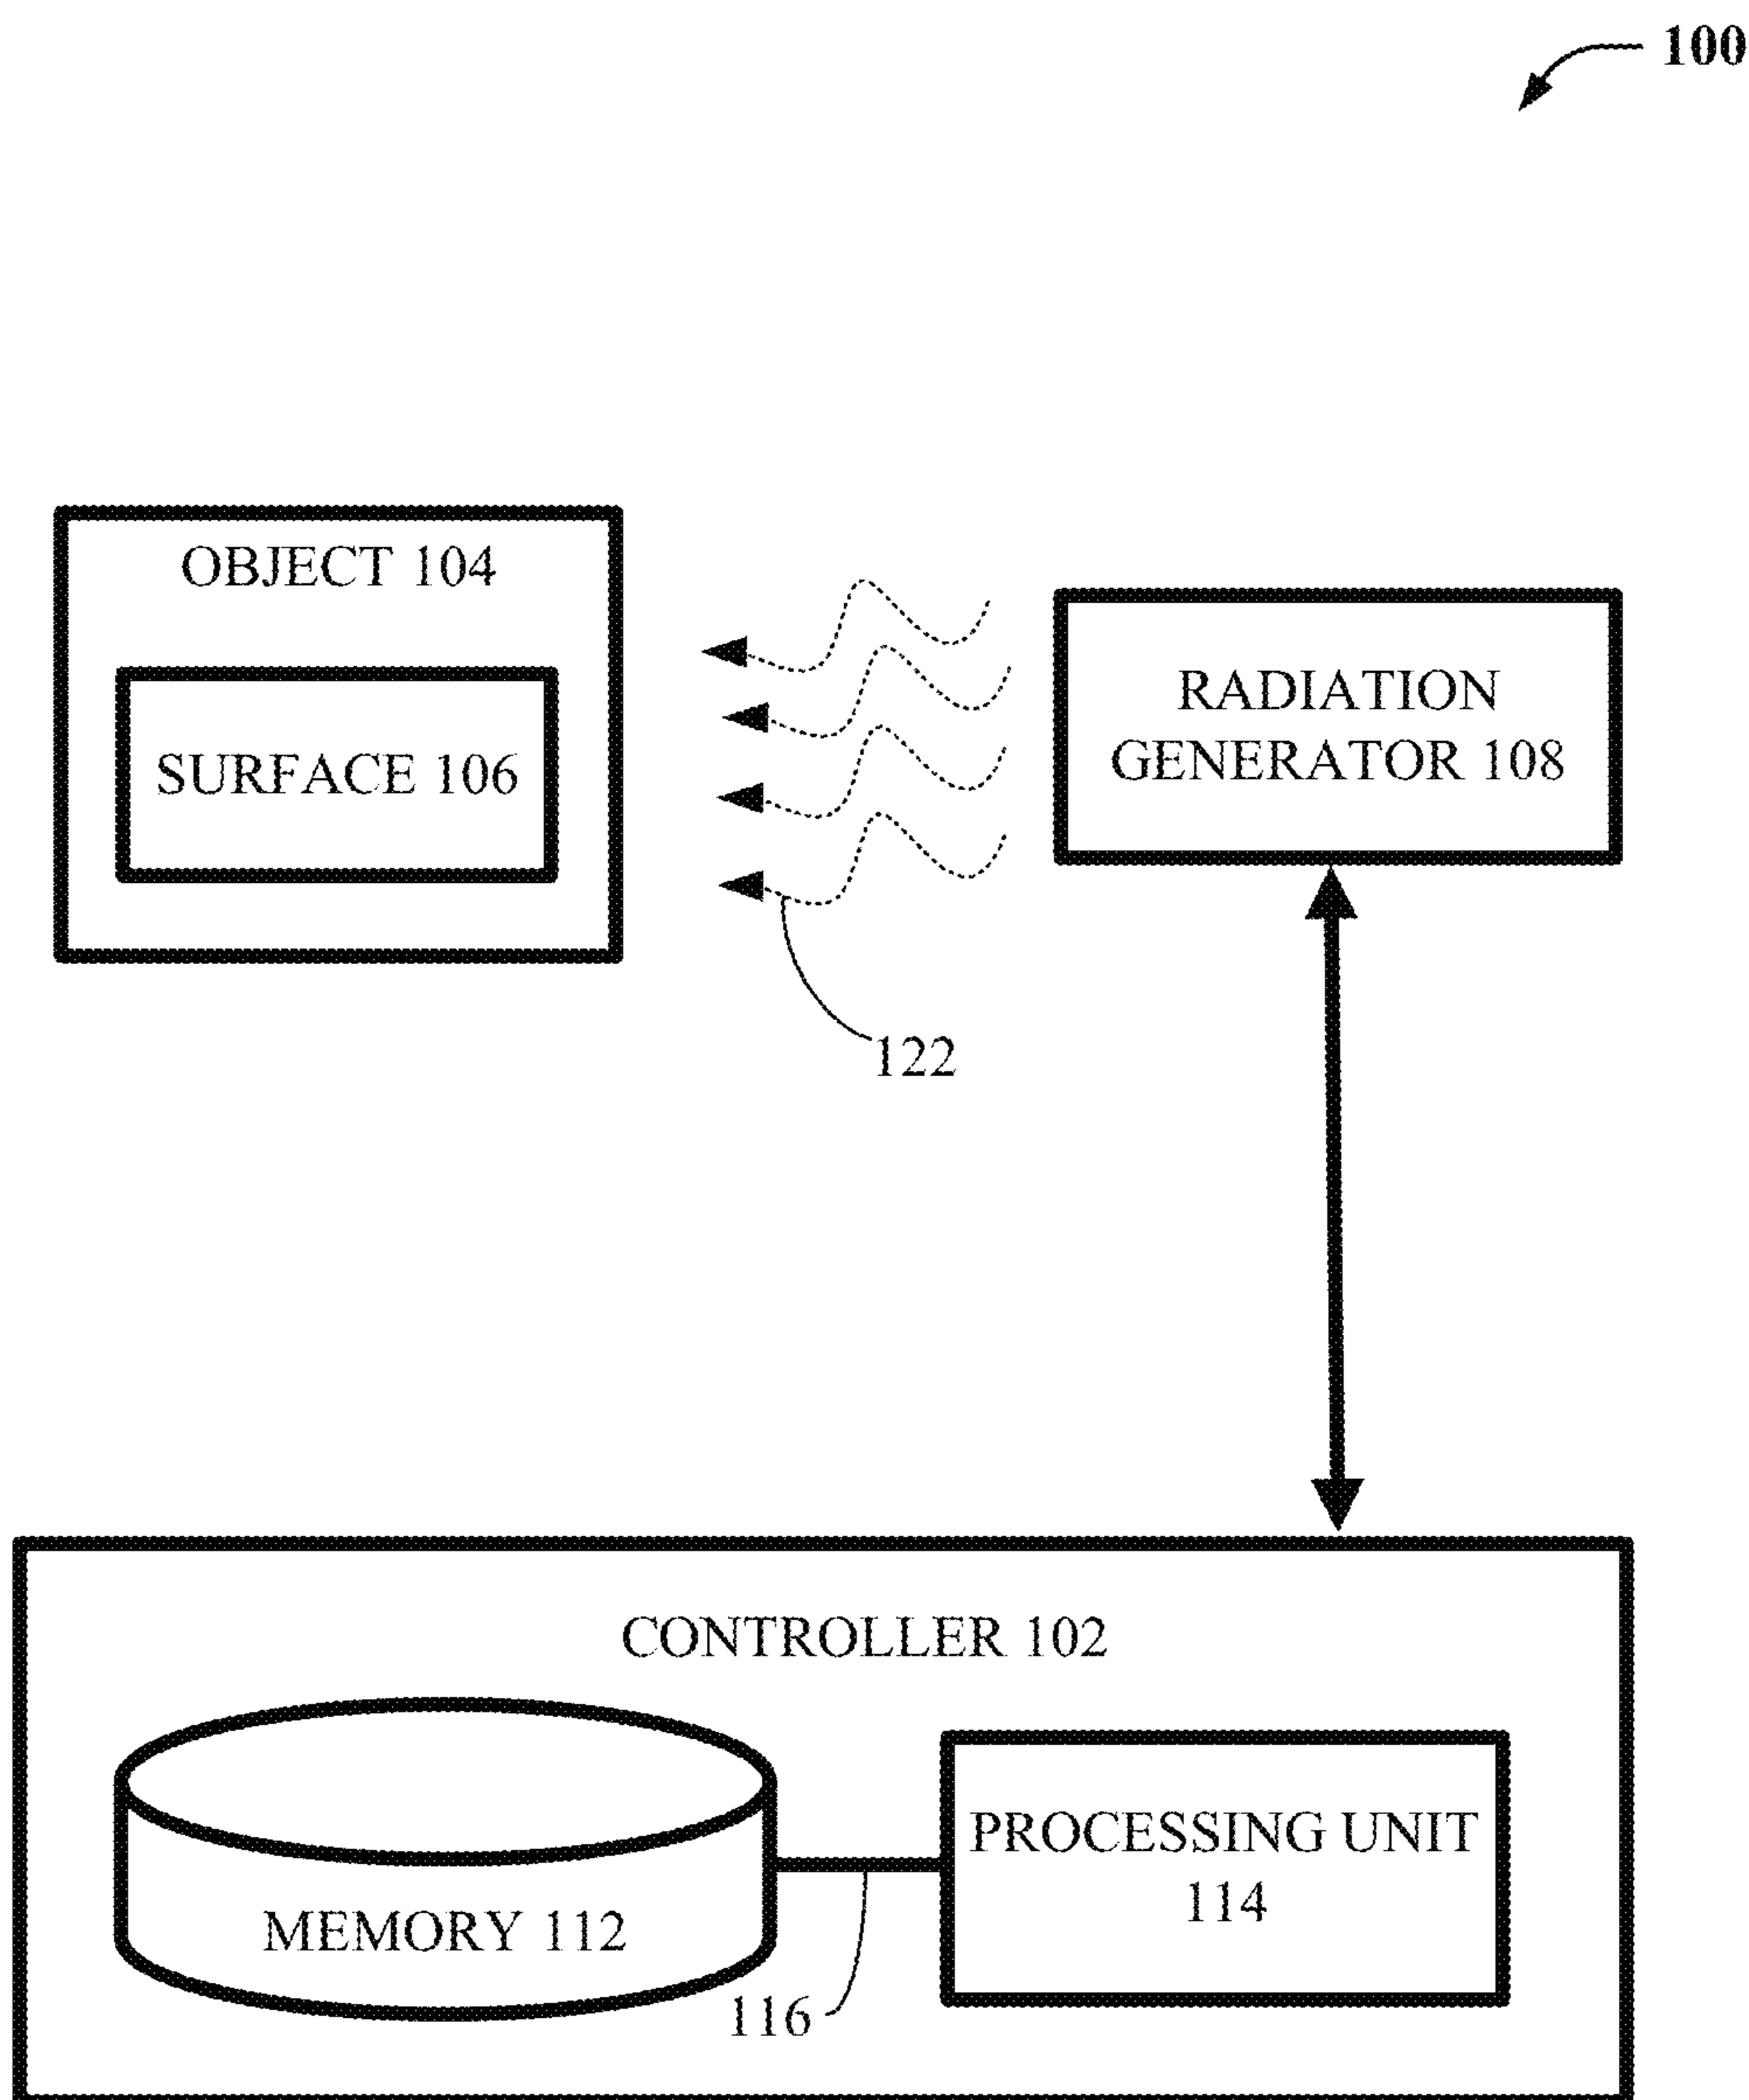 100
OBJECT 104
SURFACE 106
RADIATION
GENERATOR 108
122
CONTROLLER 102
MEMORY 112
PROCESSING UNIT
114
116